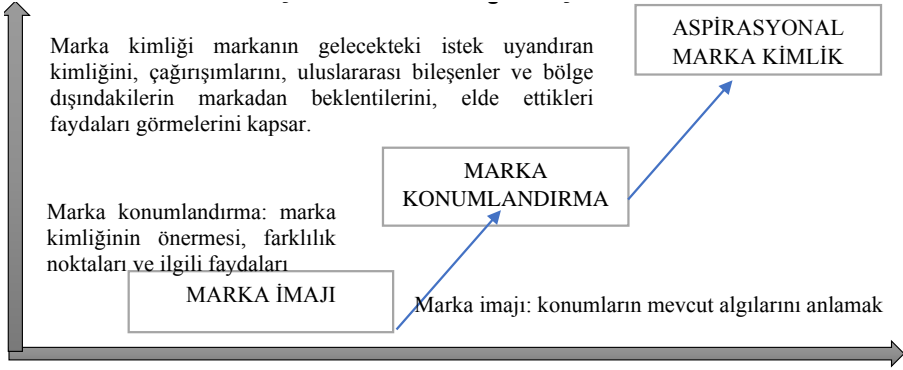 Marka kimliği markanın gelecekteki istek uyandıran
kimliğini, çağırışımlarını, uluslararası bileşenler ve bölge
dışındakilerin markadan beklentilerini, elde ettikleri
faydaları görmelerini kapsar.
ASPİRASYONAL
MARKA KİMLİK
MARKA
KONUMLANDIRMA
Marka konumlandırma: marka
kimliğinin önermesi, farklılık
noktaları ve ilgili faydaları
MARKA İMAJI
Marka imajı: konumların mevcut algılarını anlamak